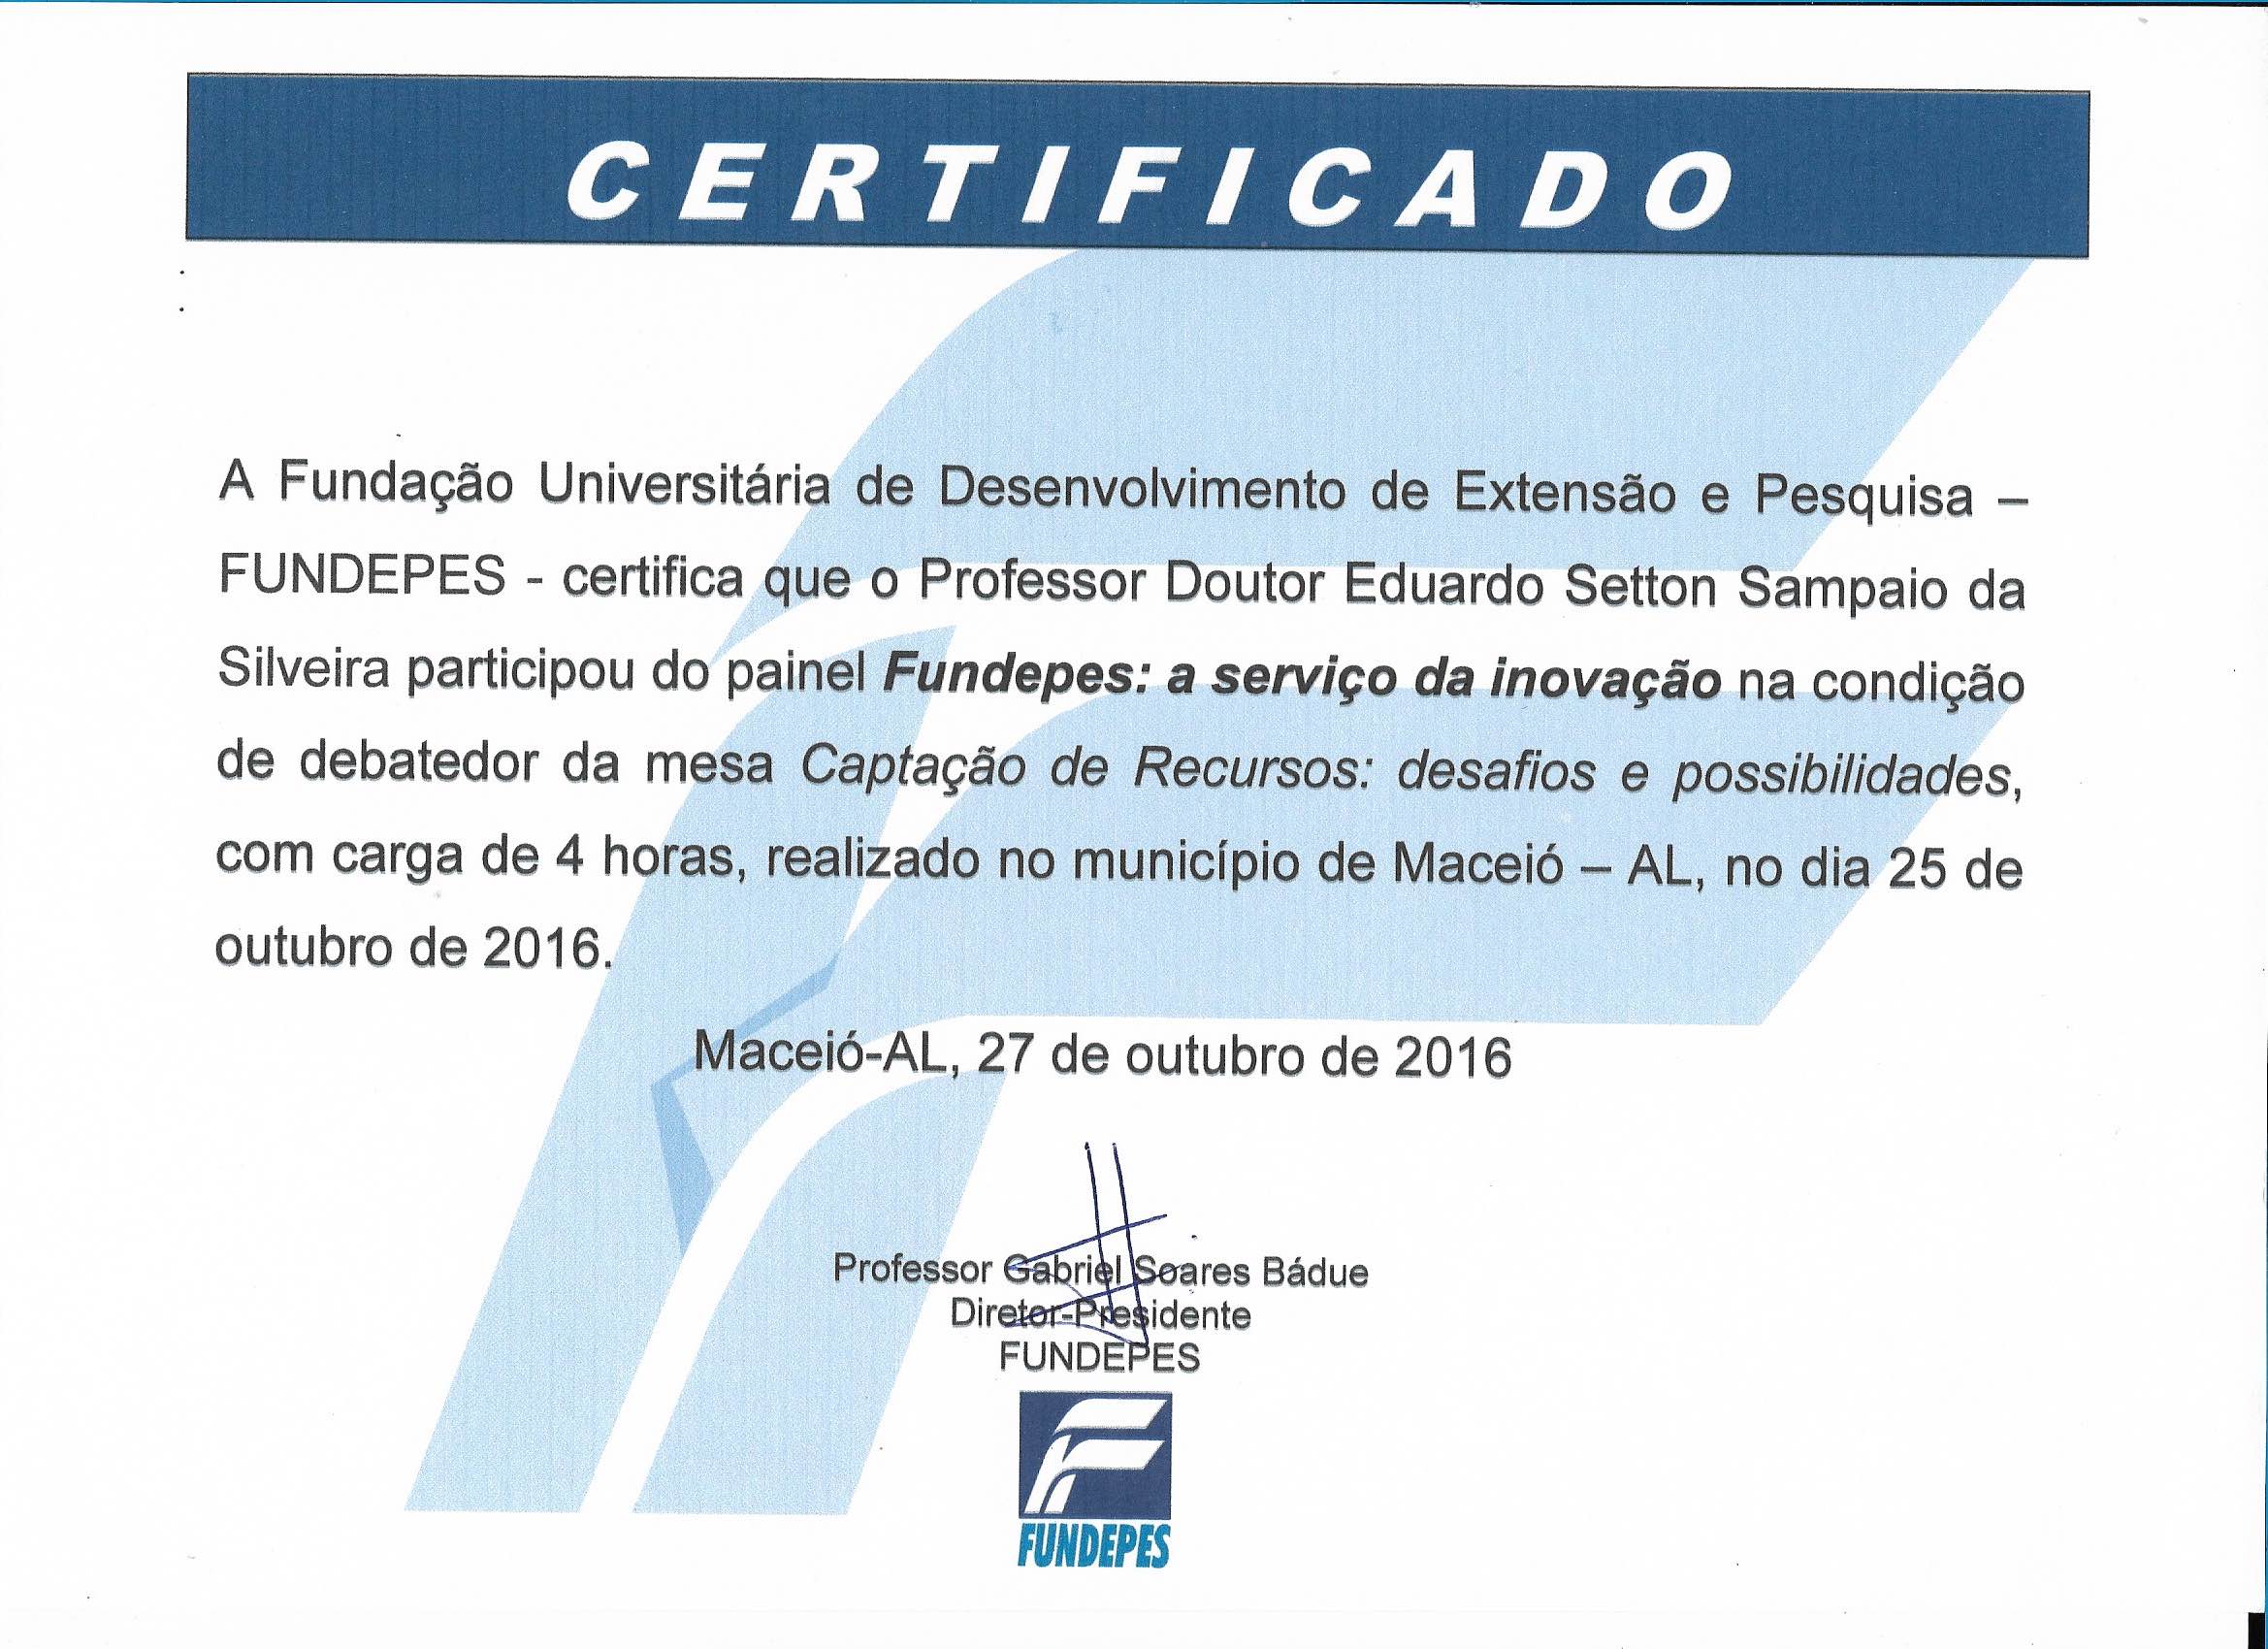 CERTIFICADO
A Fundação Universitária de Desenvolvimento de Extensão e Pesquisa –
FUNDEPES - certifica que o Professor Doutor Eduardo Setton Sampaio da
Silveira participou do painel Fundepes: a serviço da inovação na condição
de debatedor da mesa Captação de Recursos: desafios e possibilidades,
com carga de 4 horas, realizado no município de Maceió – AL, no dia 25 de
outubro de 2016.
Maceió-AL, 27 de outubro de 2016
Professor Gabriel Soares Bádue
Diretor-Presidente
FUNDEPES
FUNDEPES